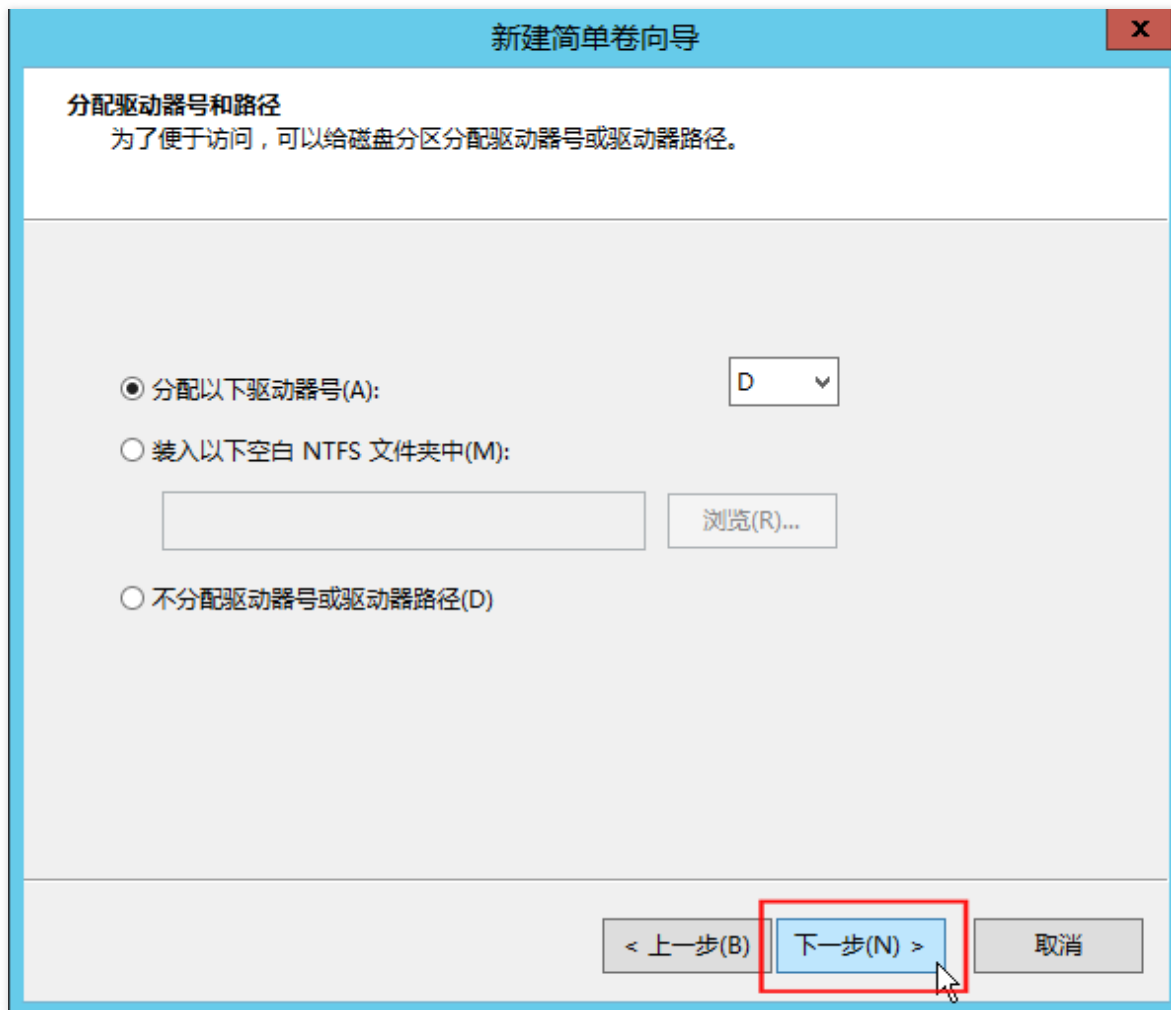 新建简单卷向导
x
分配驱动器号和路径
为了便于访问，可以给磁盘分区分配驱动器号或驱动器路径。
分配以下驱动器号(A):
D
装入以下空白 NTFS 文件夹中(M):
浏览(R)...
不分配驱动器号或驱动器路径(D)
< 上一步(B)
下一步(N) >
取消